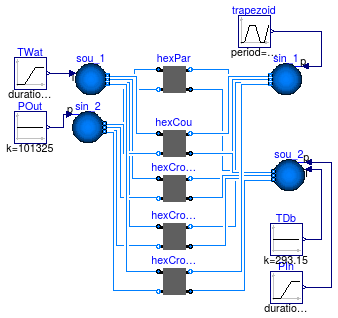 trapezoid
period=...
p
TWat
duratio...
T
sou_1
hexPar
sin_1
POut
k=101325
p
sin_2
hexCou
hexCro...
sou_2
p
T
hexCro...
TDb
k=293.15
hexCro...
PIn
duratio...